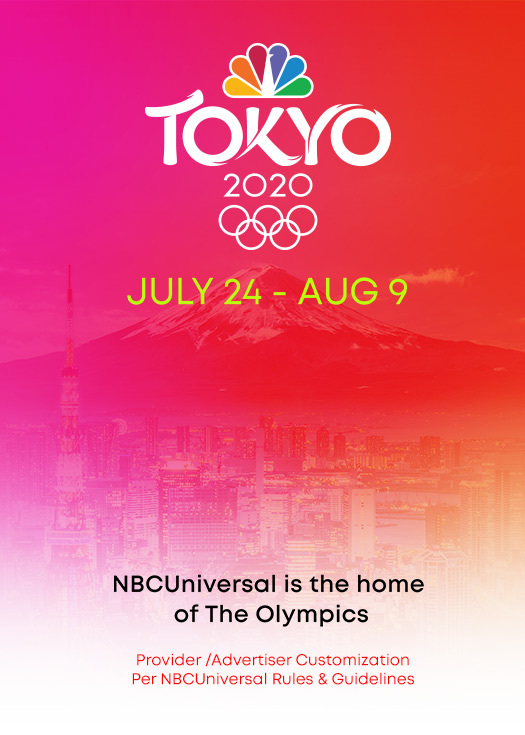 TOKYO
2020
JULY 24 - AUG 9
NBCUniversal is the home
of The Olympics
Provider /Advertiser Customization
Per NBCUniversal Rules & Guidelines